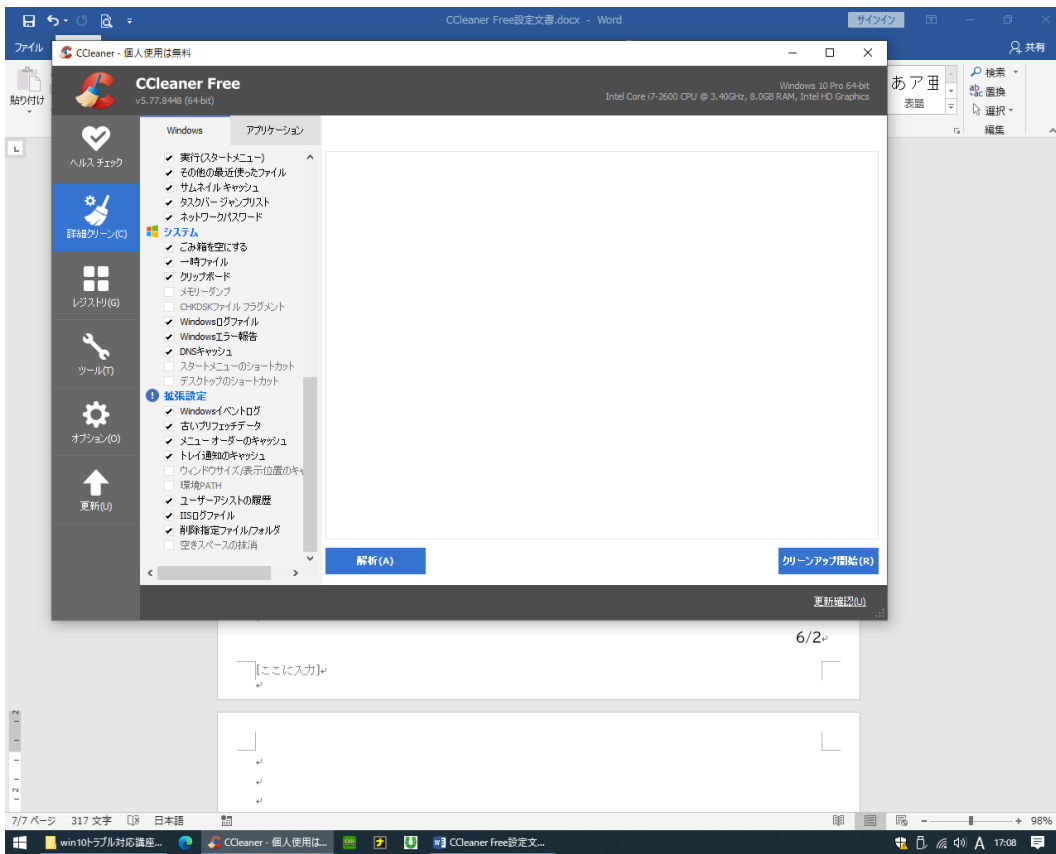 CCleaner Free設定文書.docx - Word
サインイン
ファイル
共有
CCleaner - 個人使用は無料
CCleaner Free
v5.77.8448 (64-bit)
Windows 10 Pro 64-bit
Intel Core i7-2600 CPU @ 3.40GHz, 8.0GB RAM, Intel HD Graphics
貼り付け
あア亜
表題
検索
置換
選択
編集
Windows
アプリケーション
ヘルス チェック
詳細クリーン(C)
レジストリ(G)
ツール(T)
オプション(O)
更新(U)
実行(スタートメニュー)
その他の最近使ったファイル
サムネイル キャッシュ
タスクバー ジャンプリスト
ネットワークパスワード
システム
ごみ箱を空にする
一時ファイル
クリップボード
メモリーダンプ
CHKDSKファイル フラグメント
Windowsログファイル
Windowsエラー報告
DNSキャッシュ
スタートメニューのショートカット
デスクトップのショートカット
拡張設定
Windowsイベントログ
古いプリフェッチデータ
メニュー オーダーのキャッシュ
トレイ通知のキャッシュ
ウィンドウサイズ/表示位置のキャ
環境PATH
ユーザーアシストの履歴
IISログファイル
削除指定ファイル/フォルダ
空きスペースの抹消
解析(A)
クリーンアップ開始(R)
更新確認(U)
6/2
[ここに入力]
7/7 ページ
317 文字
日本語
98%
win10トラブル対応講座...
CCleaner - 個人使用は...
CCleaner Free設定文...
A
17:08